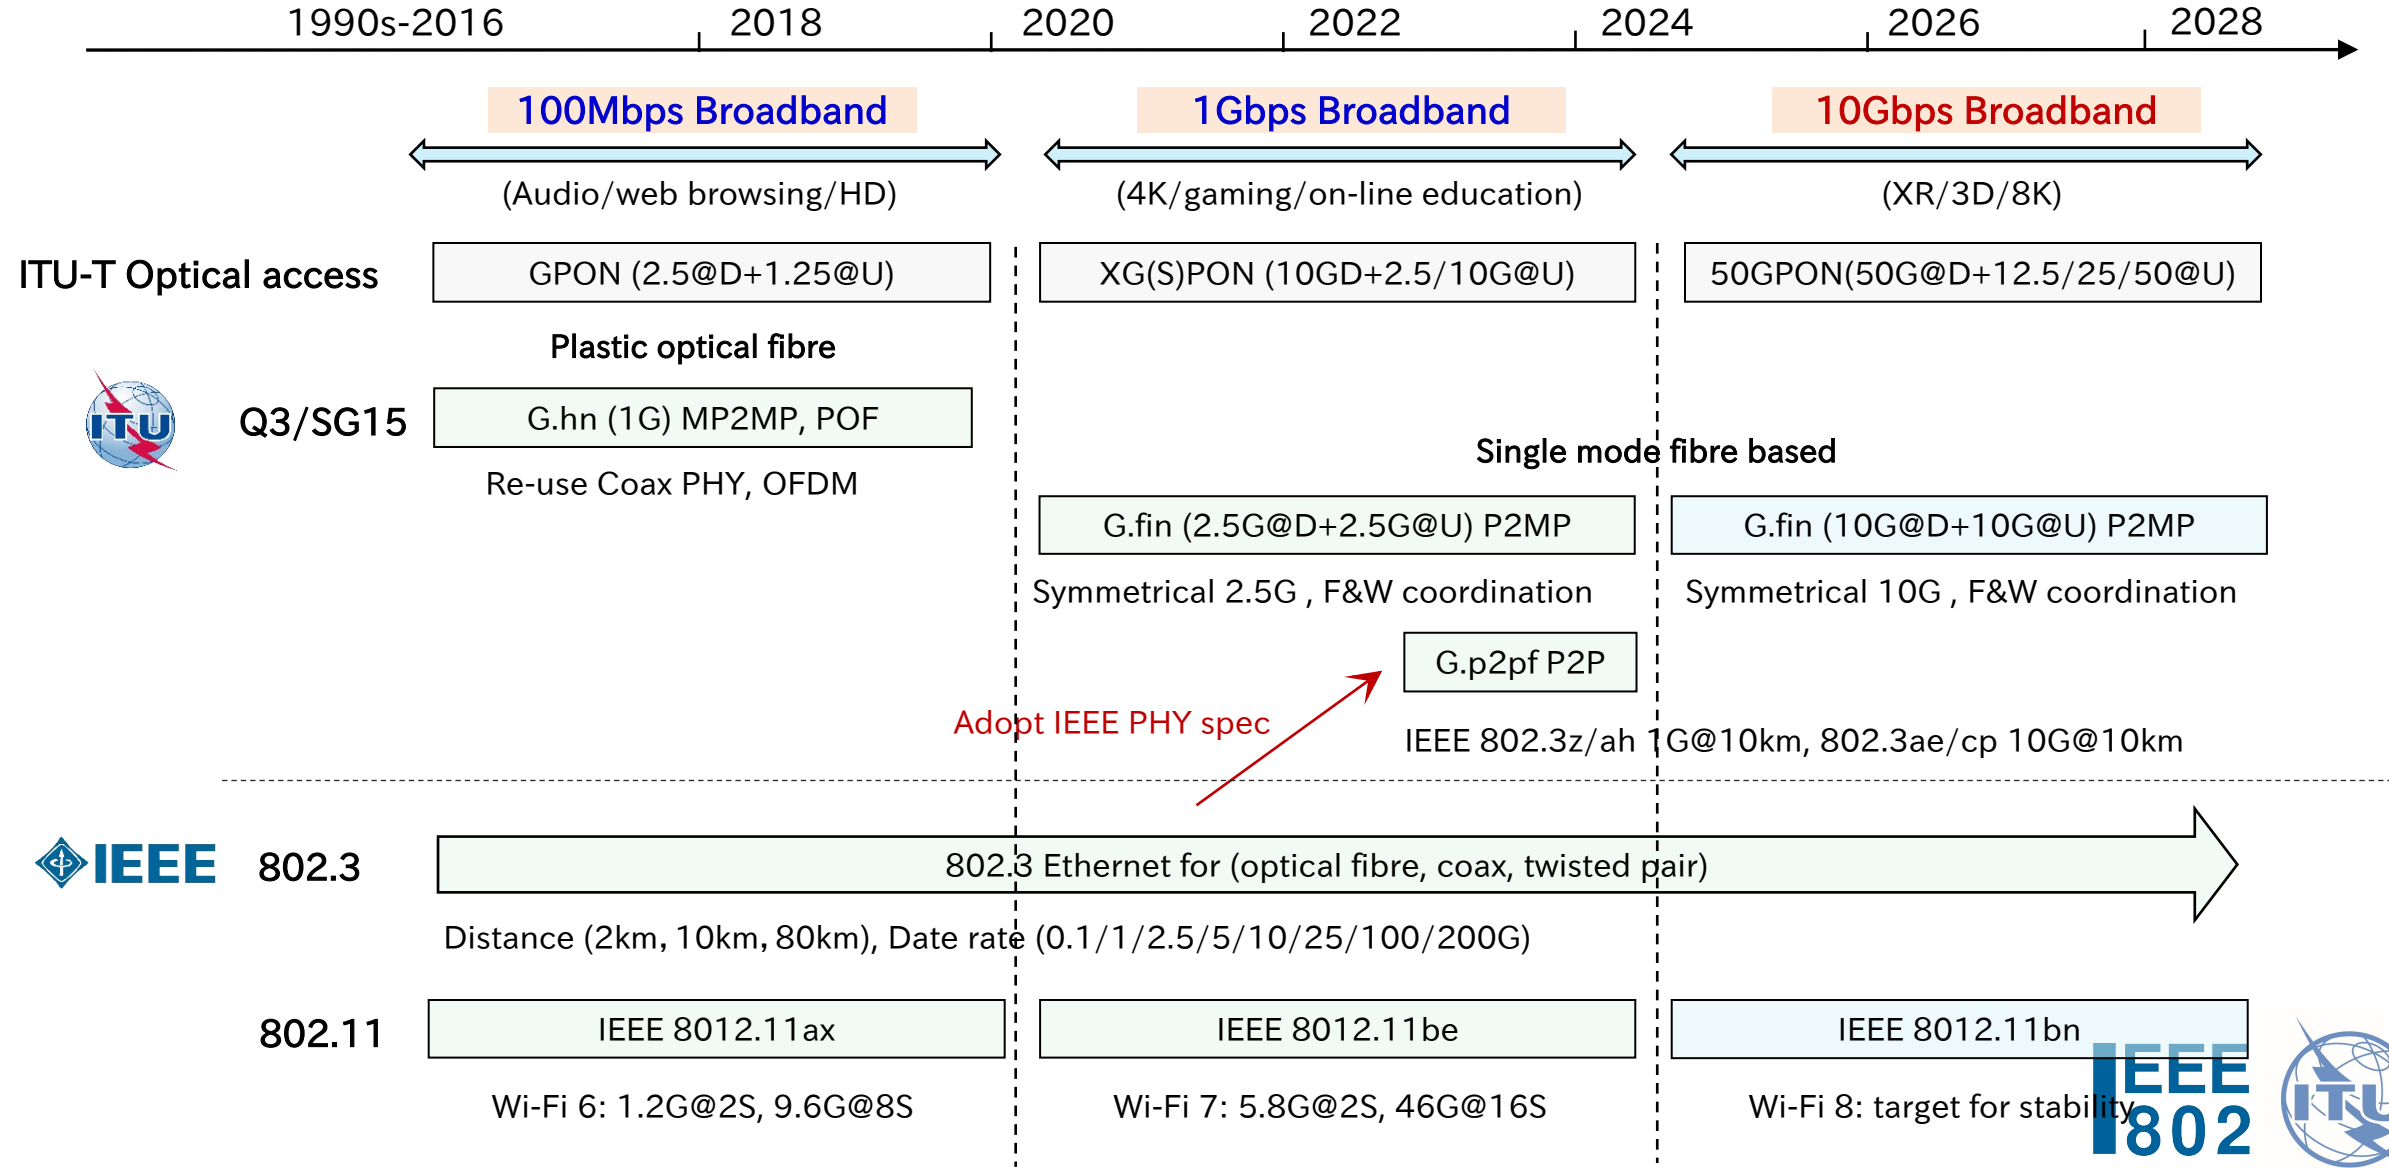 1990s-2016 2018 2020 2022 2024 2026 2028
100Mbps Broadband 1Gbps Broadband 10Gbps Broadband
(Audio/web browsing/HD) (4K/gaming/on-line education) (XR/3D/8K)
ITU-T Optical access GPON (2.5@D+1.25@U) XG(S)PON (10GD+2.5/10G@U) 50GPON(50G@D+12.5/25/50@U)
Plastic optical fibre
ITU Q3/SG15 G.hn (1G) MP2MP, POF
Single mode fibre based
Re-use Coax PHY, OFDM
G.fin (2.5G@D+2.5G@U) P2MP G.fin (10G@D+10G@U) P2MP
Symmetrical 2.5G , F&W coordination Symmetrical 10G , F&W coordination
G.p2pf P2P
Adopt IEEE PHY spec
IEEE 802.3z/ah 1G@10km, 802.3ae/cp 10G@10km
IEEE 802.3 802.3 Ethernet for (optical fibre, coax, twisted pair)
Distance (2km, 10km, 80km), Date rate (0.1/1/2.5/5/10/25/100/200G)
802.11 IEEE 8012.11ax IEEE 8012.11be IEEE 8012.11bn
Wi-Fi 6: 1.2G@2S, 9.6G@8S Wi-Fi 7: 5.8G@2S, 46G@16S Wi-Fi 8: target for stability
IEEE
802
ITU